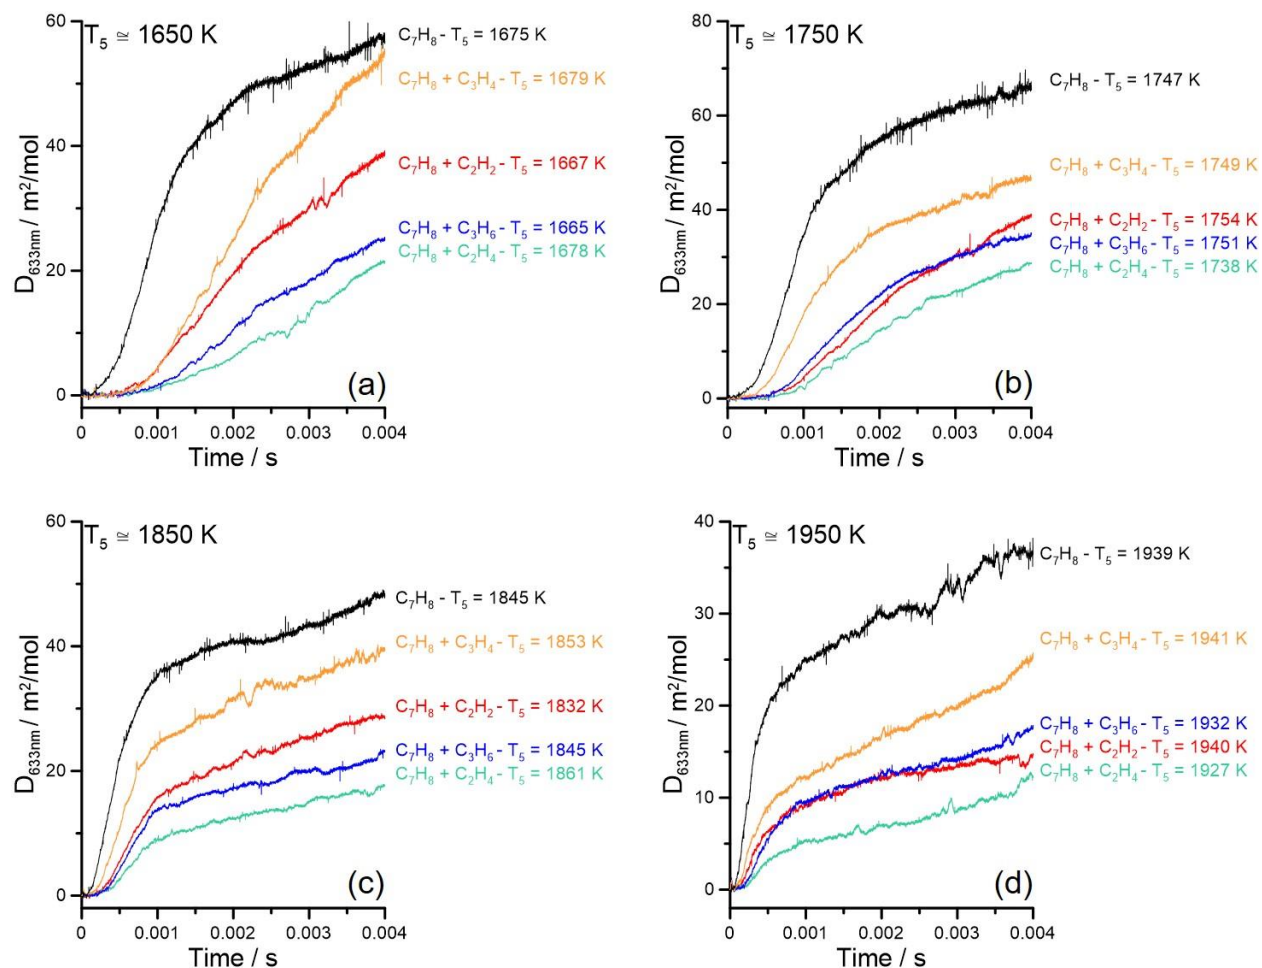 T₅ ≅ 1650 K
C₇H₈ - T₅ = 1675 K
C₇H₈ + C₃H₄ - T₅ = 1679 K
C₇H₈ + C₂H₂ - T₅ = 1667 K
C₇H₈ + C₃H₆ - T₅ = 1665 K
C₇H₈ + C₂H₄ - T₅ = 1678 K
(a)
60
40
20
0
D₆₃₃ₙₘ / m²/mol
0 0.001 0.002 0.003 0.004
Time / s
T₅ ≅ 1750 K
C₇H₈ - T₅ = 1747 K
C₇H₈ + C₃H₄ - T₅ = 1749 K
C₇H₈ + C₂H₂ - T₅ = 1754 K
C₇H₈ + C₃H₆ - T₅ = 1751 K
C₇H₈ + C₂H₄ - T₅ = 1738 K
(b)
80
60
40
20
0
D₆₃₃ₙₘ / m²/mol
0 0.001 0.002 0.003 0.004
Time / s
T₅ ≅ 1850 K
C₇H₈ - T₅ = 1845 K
C₇H₈ + C₃H₄ - T₅ = 1853 K
C₇H₈ + C₂H₂ - T₅ = 1832 K
C₇H₈ + C₃H₆ - T₅ = 1845 K
C₇H₈ + C₂H₄ - T₅ = 1861 K
(c)
60
40
20
0
D₆₃₃ₙₘ / m²/mol
0 0.001 0.002 0.003 0.004
Time / s
T₅ ≅ 1950 K
C₇H₈ - T₅ = 1939 K
C₇H₈ + C₃H₄ - T₅ = 1941 K
C₇H₈ + C₃H₆ - T₅ = 1932 K
C₇H₈ + C₂H₂ - T₅ = 1940 K
C₇H₈ + C₂H₄ - T₅ = 1927 K
(d)
40
30
20
10
0
D₆₃₃ₙₘ / m²/mol
0 0.001 0.002 0.003 0.004
Time / s